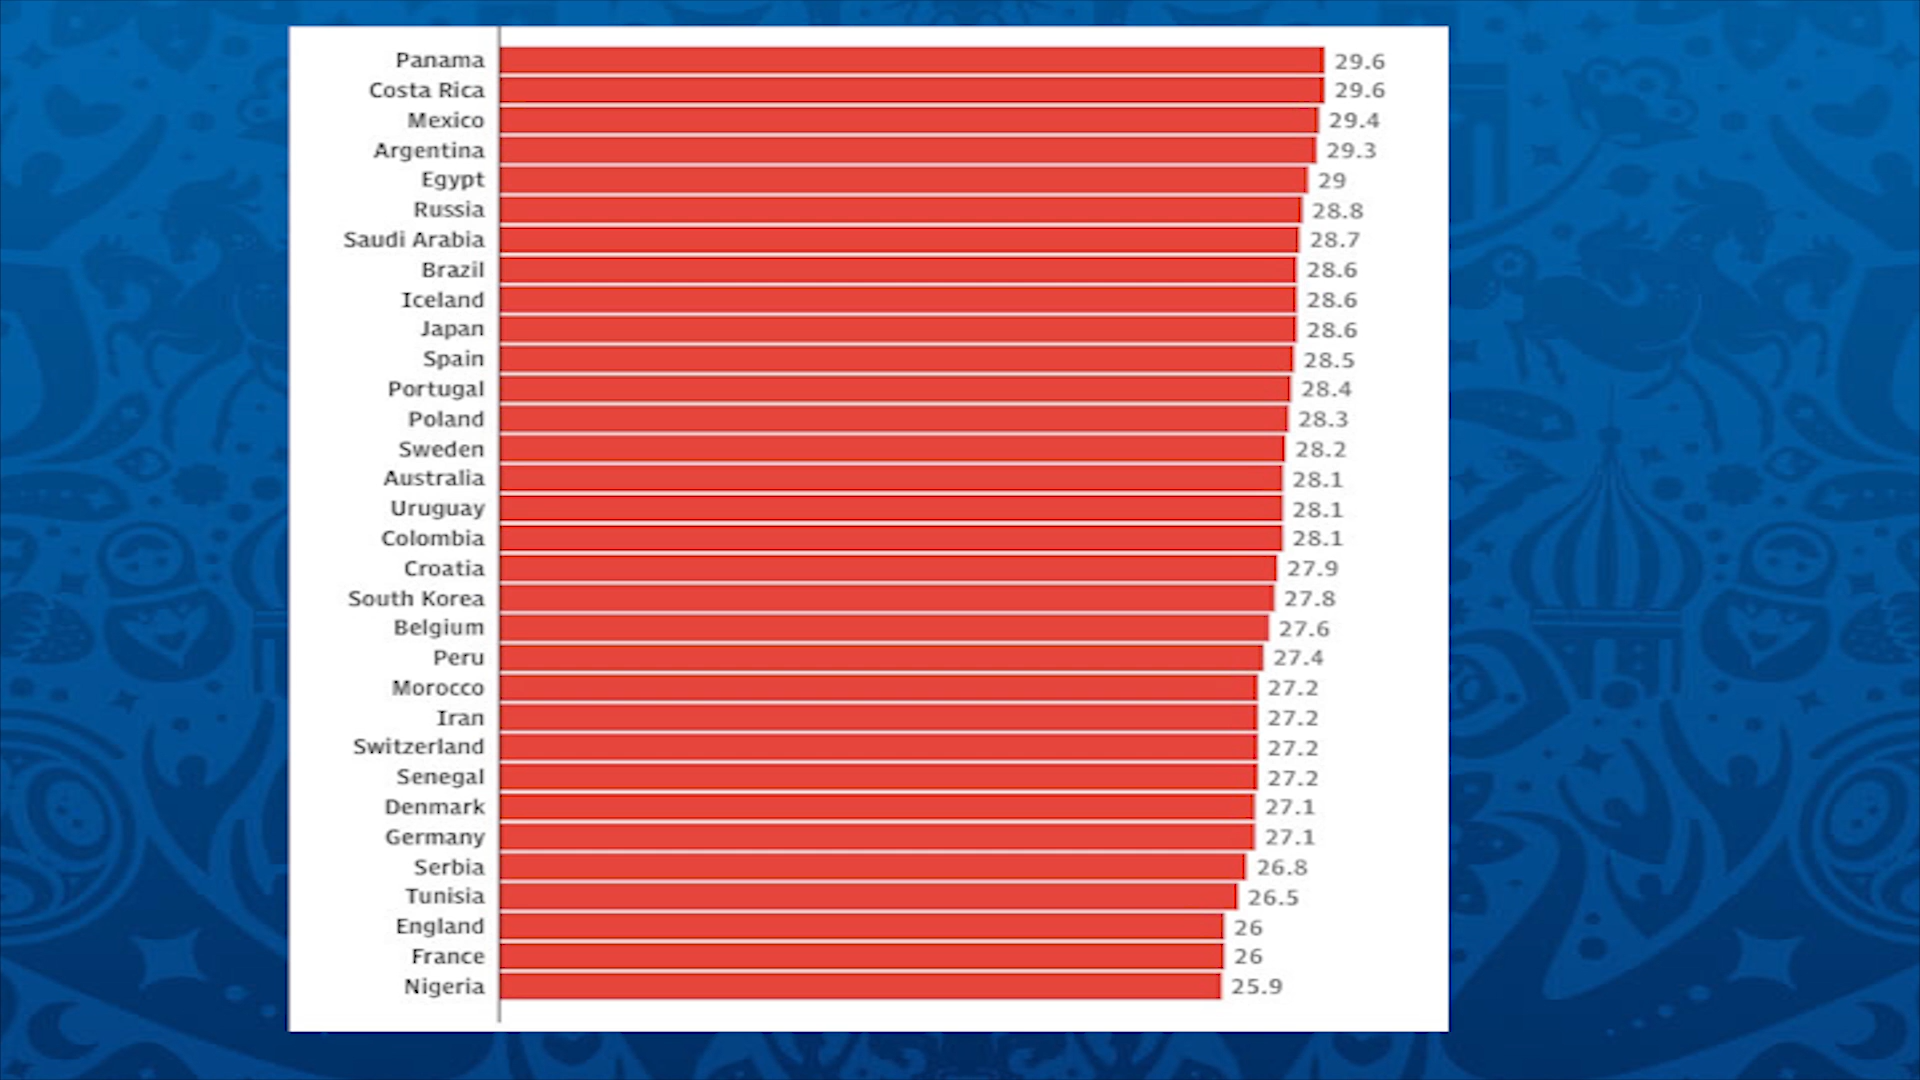 Panama 29.6
Costa Rica 29.6
Mexico 29.4
Argentina 29.3
Egypt 29
Russia 28.8
Saudi Arabia 28.7
Brazil 28.6
Iceland 28.6
Japan 28.6
Spain 28.5
Portugal 28.4
Poland 28.3
Sweden 28.2
Australia 28.1
Uruguay 28.1
Colombia 28.1
Croatia 27.9
South Korea 27.8
Belgium 27.6
Peru 27.4
Morocco 27.2
Iran 27.2
Switzerland 27.2
Senegal 27.2
Denmark 27.1
Germany 27.1
Serbia 26.8
Tunisia 26.5
England 26
France 26
Nigeria 25.9